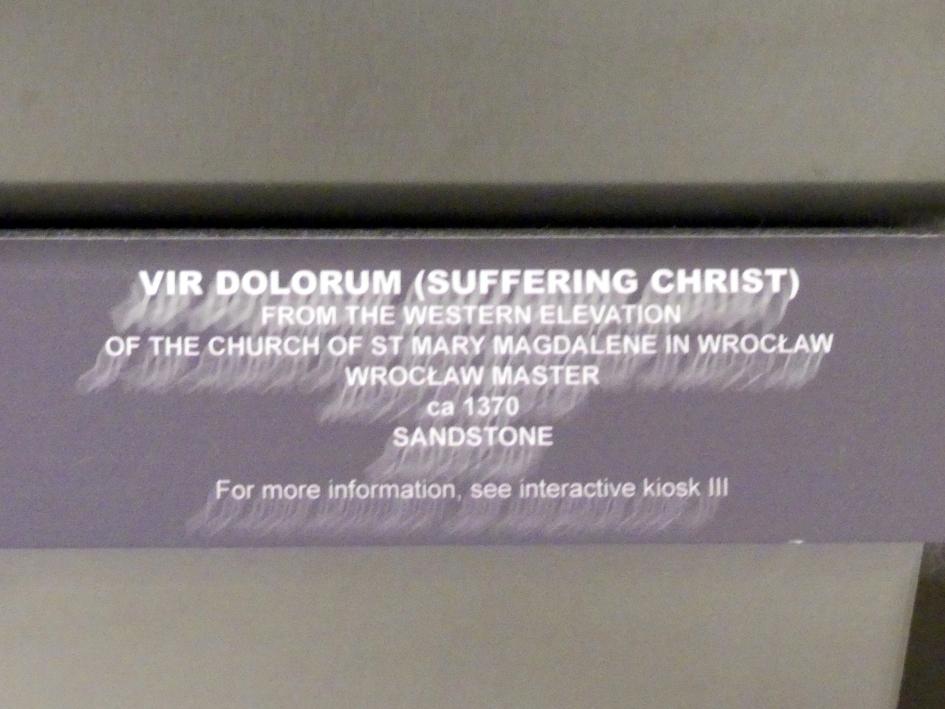 VIR DOLORUM (SUFFERING CHRIST)
FROM THE WESTERN ELEVATION
OF THE CHURCH OF ST MARY MAGDALENE IN WROCŁAW
WROCŁAW MASTER
ca 1370
SANDSTONE
For more information, see interactive kiosk III